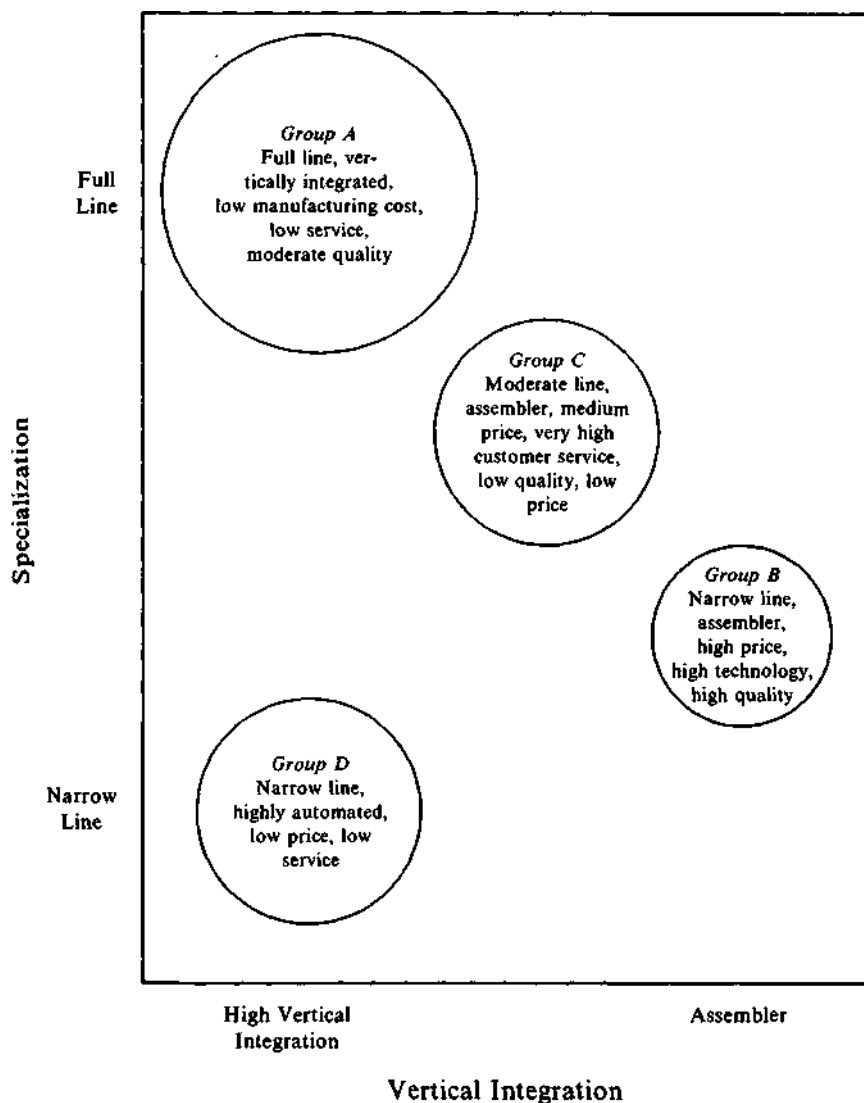 Group A
Full line, ver-
tically integrated,
low manufacturing cost,
low service,
moderate quality
Full
Line
Group C
Moderate line,
assembler, medium
price, very high
customer service,
low quality, low
price
Specialization
Group B
Narrow line,
assembler,
high price,
high technology,
high quality
Group D
Narrow line,
highly automated,
low price, low
service
Narrow
Line
High Vertical
Integration
Assembler
Vertical Integration